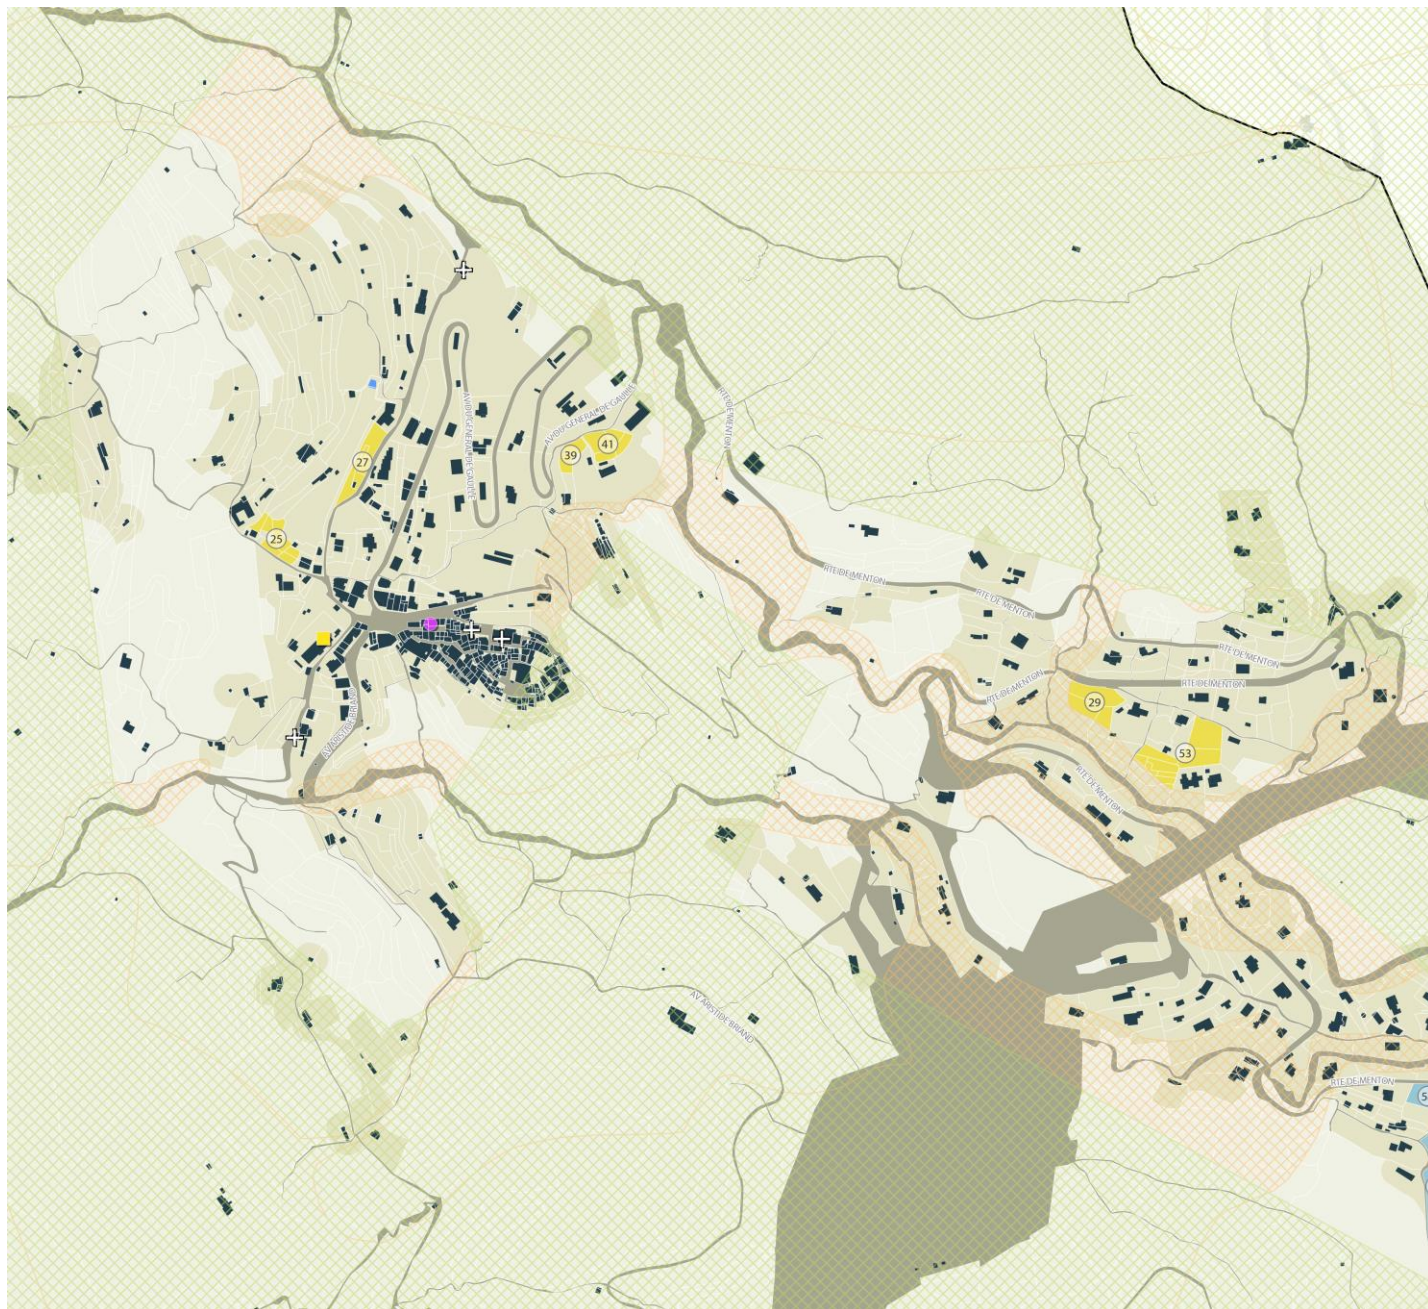 RTE DE MENTON
AV DU GENERAL DE GAULLE
AV DU GENERAL DE GAULLE
41
39
27
25
RTE DE MENTON
RTE DE MENTON
RTE DE MENTON
RTE DE MENTON
RTE DE MENTON
29
AV ARISTIDE BRIAND
53
RTE DE MENTON
AV ARISTIDE BRIAND
RTE DE MENTON
5